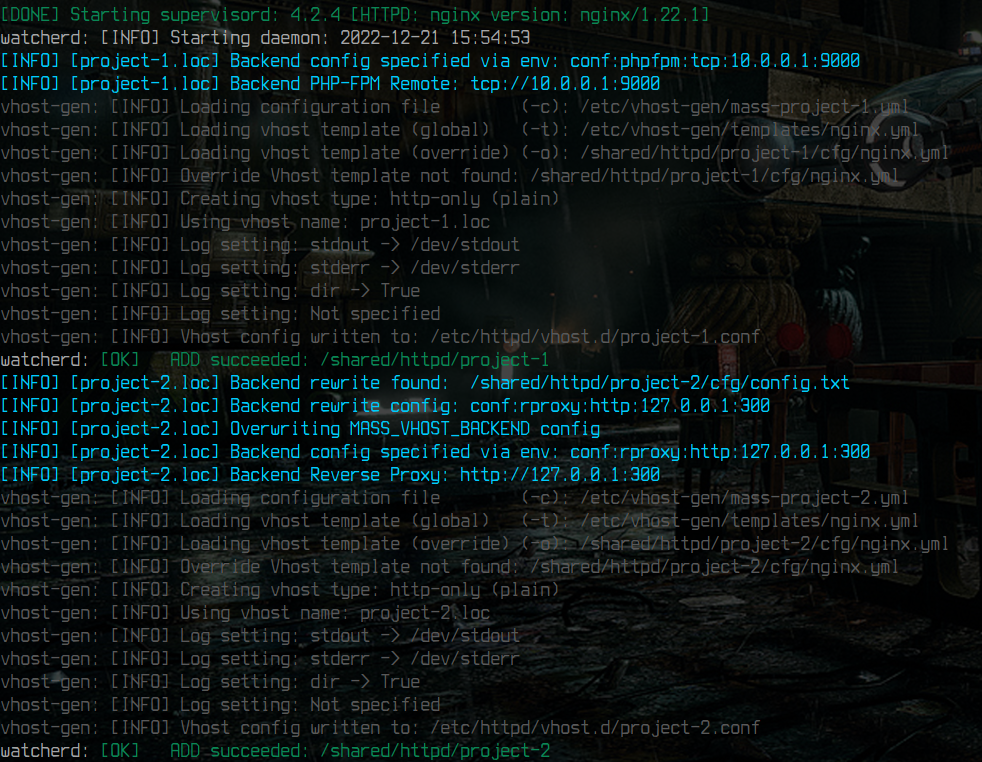 [DONE] Starting supervisord: 4.2.4 [HTTPD: nginx version: nginx/1.22.1]
watcherd: [INFO] Starting daemon: 2022-12-21 15:54:53
[INFO] [project-1.loc] Backend config specified via env: conf:phpfpm:tcp:10.0.0.1:9000
[INFO] [project-1.loc] Backend PHP-FPM Remote: tcp://10.0.0.1:9000
vhost-gen: [INFO] Loading configuration file        (-c): /etc/vhost-gen/mass-project-1.yml
vhost-gen: [INFO] Loading vhost template (global)   (-t): /etc/vhost-gen/templates/nginx.yml
vhost-gen: [INFO] Loading vhost template (override) (-o): /shared/httpd/project-1/cfg/nginx.yml
vhost-gen: [INFO] Override Vhost template not found: /shared/httpd/project-1/cfg/nginx.yml
vhost-gen: [INFO] Creating vhost type: http-only (plain)
vhost-gen: [INFO] Using vhost name: project-1.loc
vhost-gen: [INFO] Log setting: stdout -> /dev/stdout
vhost-gen: [INFO] Log setting: stderr -> /dev/stderr
vhost-gen: [INFO] Log setting: dir -> True
vhost-gen: [INFO] Log setting: Not specified
vhost-gen: [INFO] Vhost config written to: /etc/httpd/vhost.d/project-1.conf
watcherd: [OK]   ADD succeeded: /shared/httpd/project-1
[INFO] [project-2.loc] Backend rewrite found:  /shared/httpd/project-2/cfg/config.txt
[INFO] [project-2.loc] Backend rewrite config: conf:rproxy:http:127.0.0.1:300
[INFO] [project-2.loc] Overwriting MASS_VHOST_BACKEND config
[INFO] [project-2.loc] Backend config specified via env: conf:rproxy:http:127.0.0.1:300
[INFO] [project-2.loc] Backend Reverse Proxy: http://127.0.0.1:300
vhost-gen: [INFO] Loading configuration file        (-c): /etc/vhost-gen/mass-project-2.yml
vhost-gen: [INFO] Loading vhost template (global)   (-t): /etc/vhost-gen/templates/nginx.yml
vhost-gen: [INFO] Loading vhost template (override) (-o): /shared/httpd/project-2/cfg/nginx.yml
vhost-gen: [INFO] Override Vhost template not found: /shared/httpd/project-2/cfg/nginx.yml
vhost-gen: [INFO] Creating vhost type: http-only (plain)
vhost-gen: [INFO] Using vhost name: project-2.loc
vhost-gen: [INFO] Log setting: stdout -> /dev/stdout
vhost-gen: [INFO] Log setting: stderr -> /dev/stderr
vhost-gen: [INFO] Log setting: dir -> True
vhost-gen: [INFO] Log setting: Not specified
vhost-gen: [INFO] Vhost config written to: /etc/httpd/vhost.d/project-2.conf
watcherd: [OK]   ADD succeeded: /shared/httpd/project-2